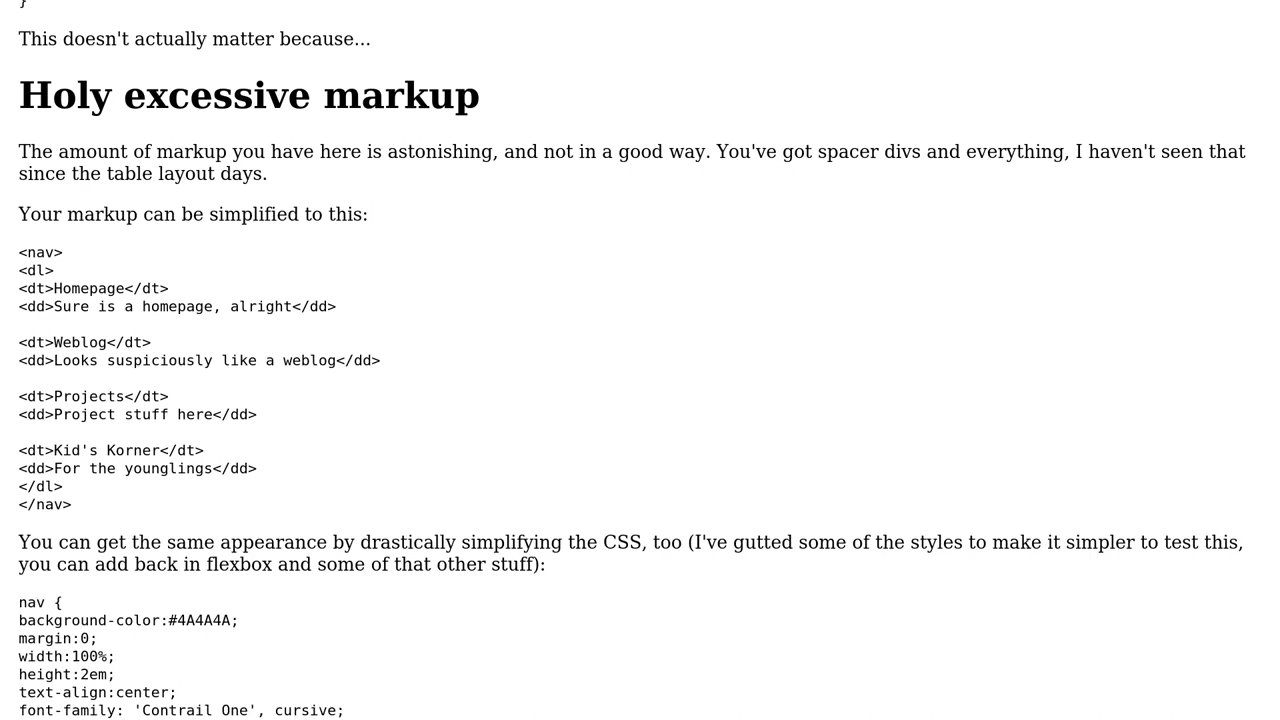 }
This doesn't actually matter because...
Holy excessive markup
The amount of markup you have here is astonishing, and not in a good way. You've got spacer divs and everything, I haven't seen that
since the table layout days.
Your markup can be simplified to this:
<nav>
<dl>
<dt>Homepage</dt>
<dd>Sure is a homepage, alright</dd>
<dt>Weblog</dt>
<dd>Looks suspiciously like a weblog</dd>
<dt>Projects</dt>
<dd>Project stuff here</dd>
<dt>Kid's Korner</dt>
<dd>For the younglings</dd>
</dl>
</nav>
You can get the same appearance by drastically simplifying the CSS, too (I've gutted some of the styles to make it simpler to test this,
you can add back in flexbox and some of that other stuff):
nav {
background-color:#4A4A4A;
margin:0;
width:100%;
height:2em;
text-align:center;
font-family: 'Contrail One', cursive;